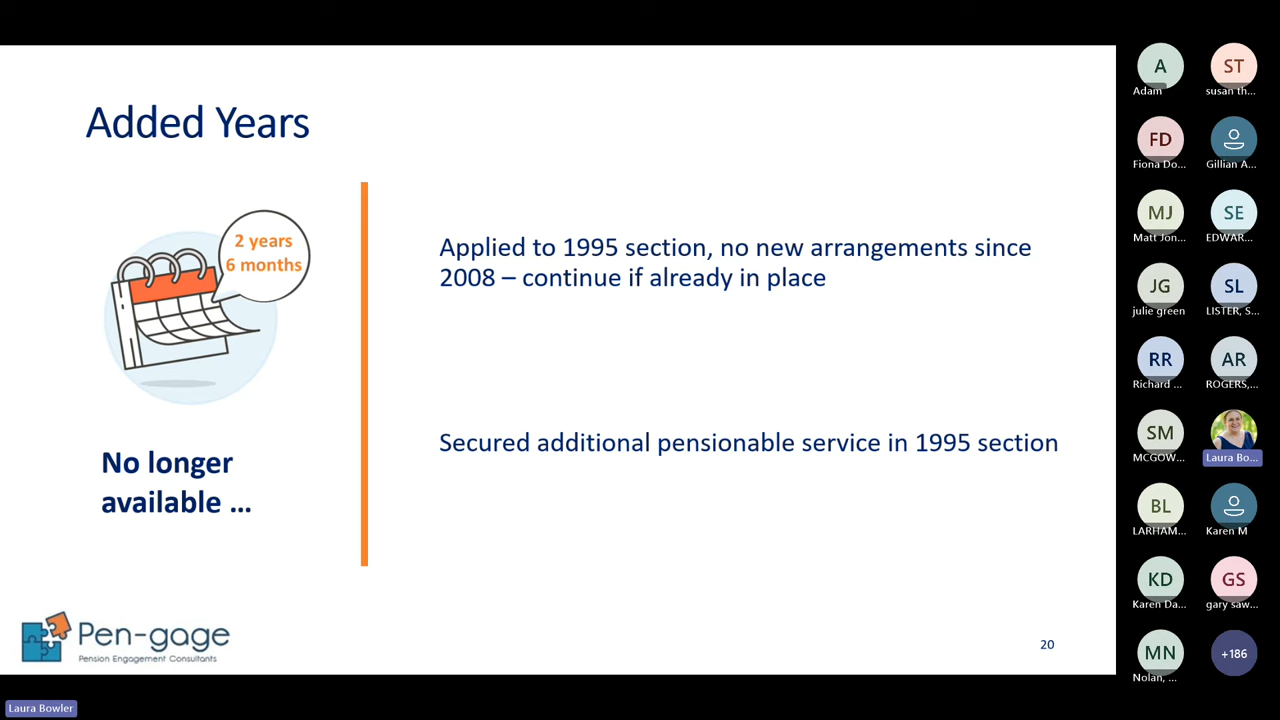 Added Years
2 years
6 months
No longer
available ...
Applied to 1995 section, no new arrangements since
2008 – continue if already in place
Secured additional pensionable service in 1995 section
Pen-gage
Pension Engagement Consultants
20
A
Adam
ST
susan th...
FD
Fiona Do...
Gillian A...
MJ
Matt Jon...
SE
EDWAR...
JG
julie green
SL
LISTER, S...
RR
Richard ...
AR
ROGERS,...
SM
MCGOW...
Laura Bo...
BL
LARHAM...
Karen M
KD
Karen Da...
GS
gary saw...
MN
Nolan, ...
+186
Laura Bowler